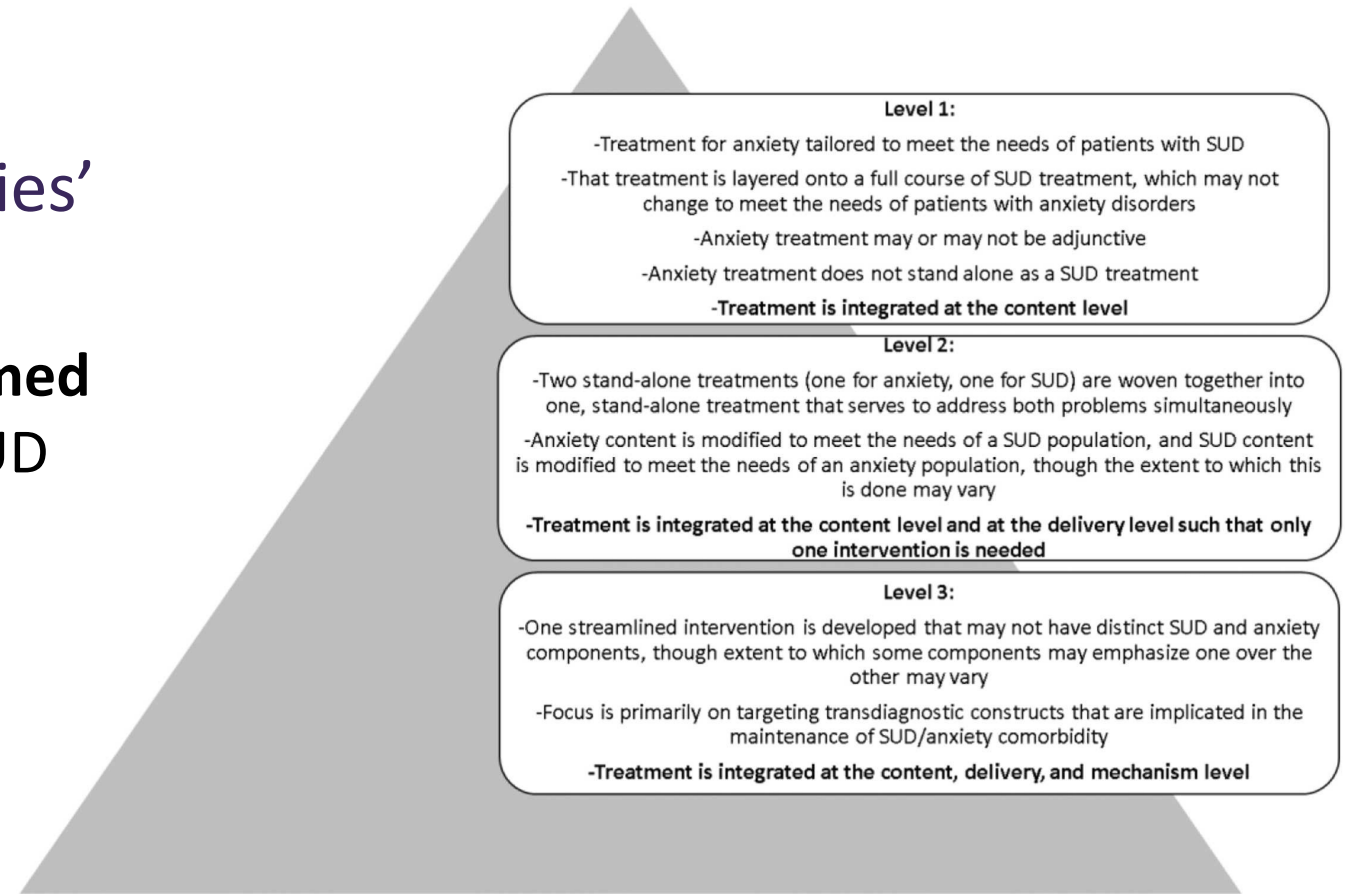 ies’
ned
JD
Level 1:
-Treatment for anxiety tailored to meet the needs of patients with SUD
-That treatment is layered onto a full course of SUD treatment, which may not
change to meet the needs of patients with anxiety disorders
-Anxiety treatment may or may not be adjunctive
-Anxiety treatment does not stand alone as a SUD treatment
-Treatment is integrated at the content level
Level 2:
-Two stand-alone treatments (one for anxiety, one for SUD) are woven together into
one, stand-alone treatment that serves to address both problems simultaneously
-Anxiety content is modified to meet the needs of a SUD population, and SUD content
is modified to meet the needs of an anxiety population, though the extent to which this
is done may vary
-Treatment is integrated at the content level and at the delivery level such that only
one intervention is needed
Level 3:
-One streamlined intervention is developed that may not have distinct SUD and anxiety
components, though extent to which some components may emphasize one over the
other may vary
-Focus is primarily on targeting transdiagnostic constructs that are implicated in the
maintenance of SUD/anxiety comorbidity
-Treatment is integrated at the content, delivery, and mechanism level